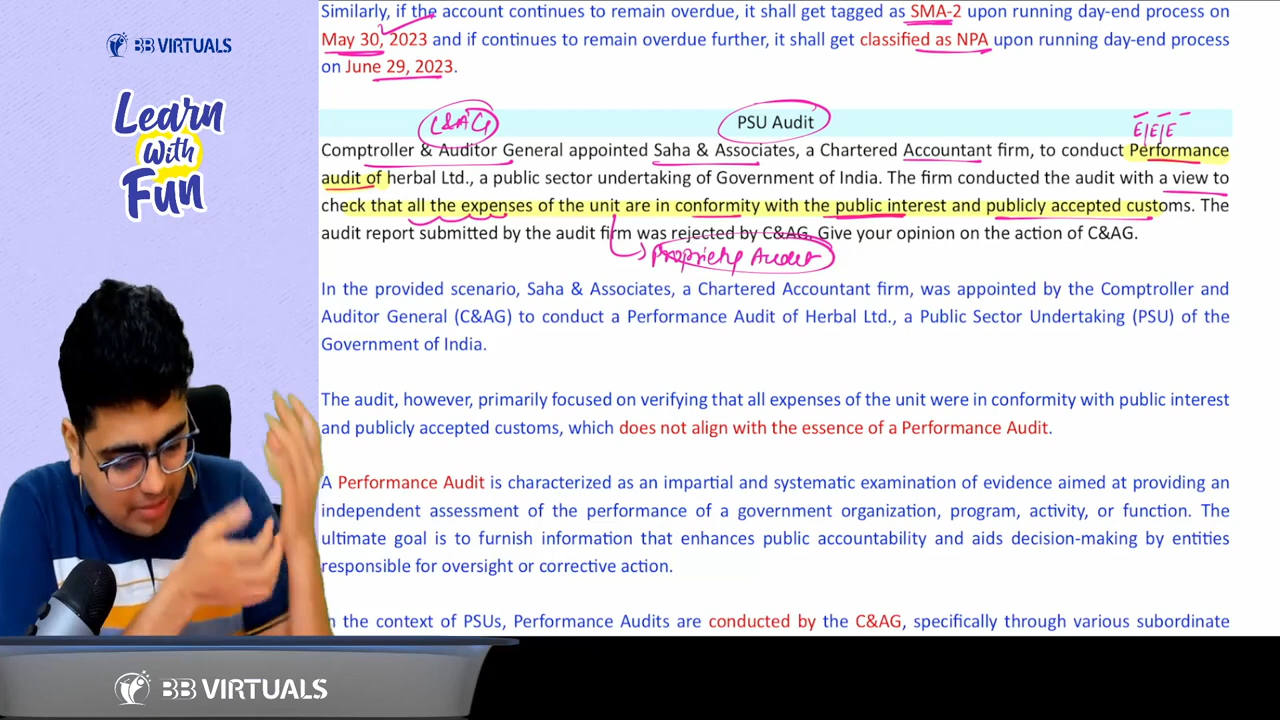 Similarly, if the account continues to remain overdue, it shall get tagged as SMA-2 upon running day-end process on
May 30, 2023 and if continues to remain overdue further, it shall get classified as NPA upon running day-end process
on June 29, 2023.
BB VIRTUALS
Learn
With
Fun
C&AG
PSU Audit
E/E/E
Comptroller & Auditor General appointed Saha & Associates, a Chartered Accountant firm, to conduct Performance
audit of herbal Ltd., a public sector undertaking of Government of India. The firm conducted the audit with a view to
check that all the expenses of the unit are in conformity with the public interest and publicly accepted customs. The
audit report submitted by the audit firm was rejected by C&AG. Give your opinion on the action of C&AG.
Propriety Audit
In the provided scenario, Saha & Associates, a Chartered Accountant firm, was appointed by the Comptroller and
Auditor General (C&AG) to conduct a Performance Audit of Herbal Ltd., a Public Sector Undertaking (PSU) of the
Government of India.
The audit, however, primarily focused on verifying that all expenses of the unit were in conformity with public interest
and publicly accepted customs, which does not align with the essence of a Performance Audit.
A Performance Audit is characterized as an impartial and systematic examination of evidence aimed at providing an
independent assessment of the performance of a government organization, program, activity, or function. The
ultimate goal is to furnish information that enhances public accountability and aids decision-making by entities
responsible for oversight or corrective action.
n the context of PSUs, Performance Audits are conducted by the C&AG, specifically through various subordinate
BB VIRTUALS